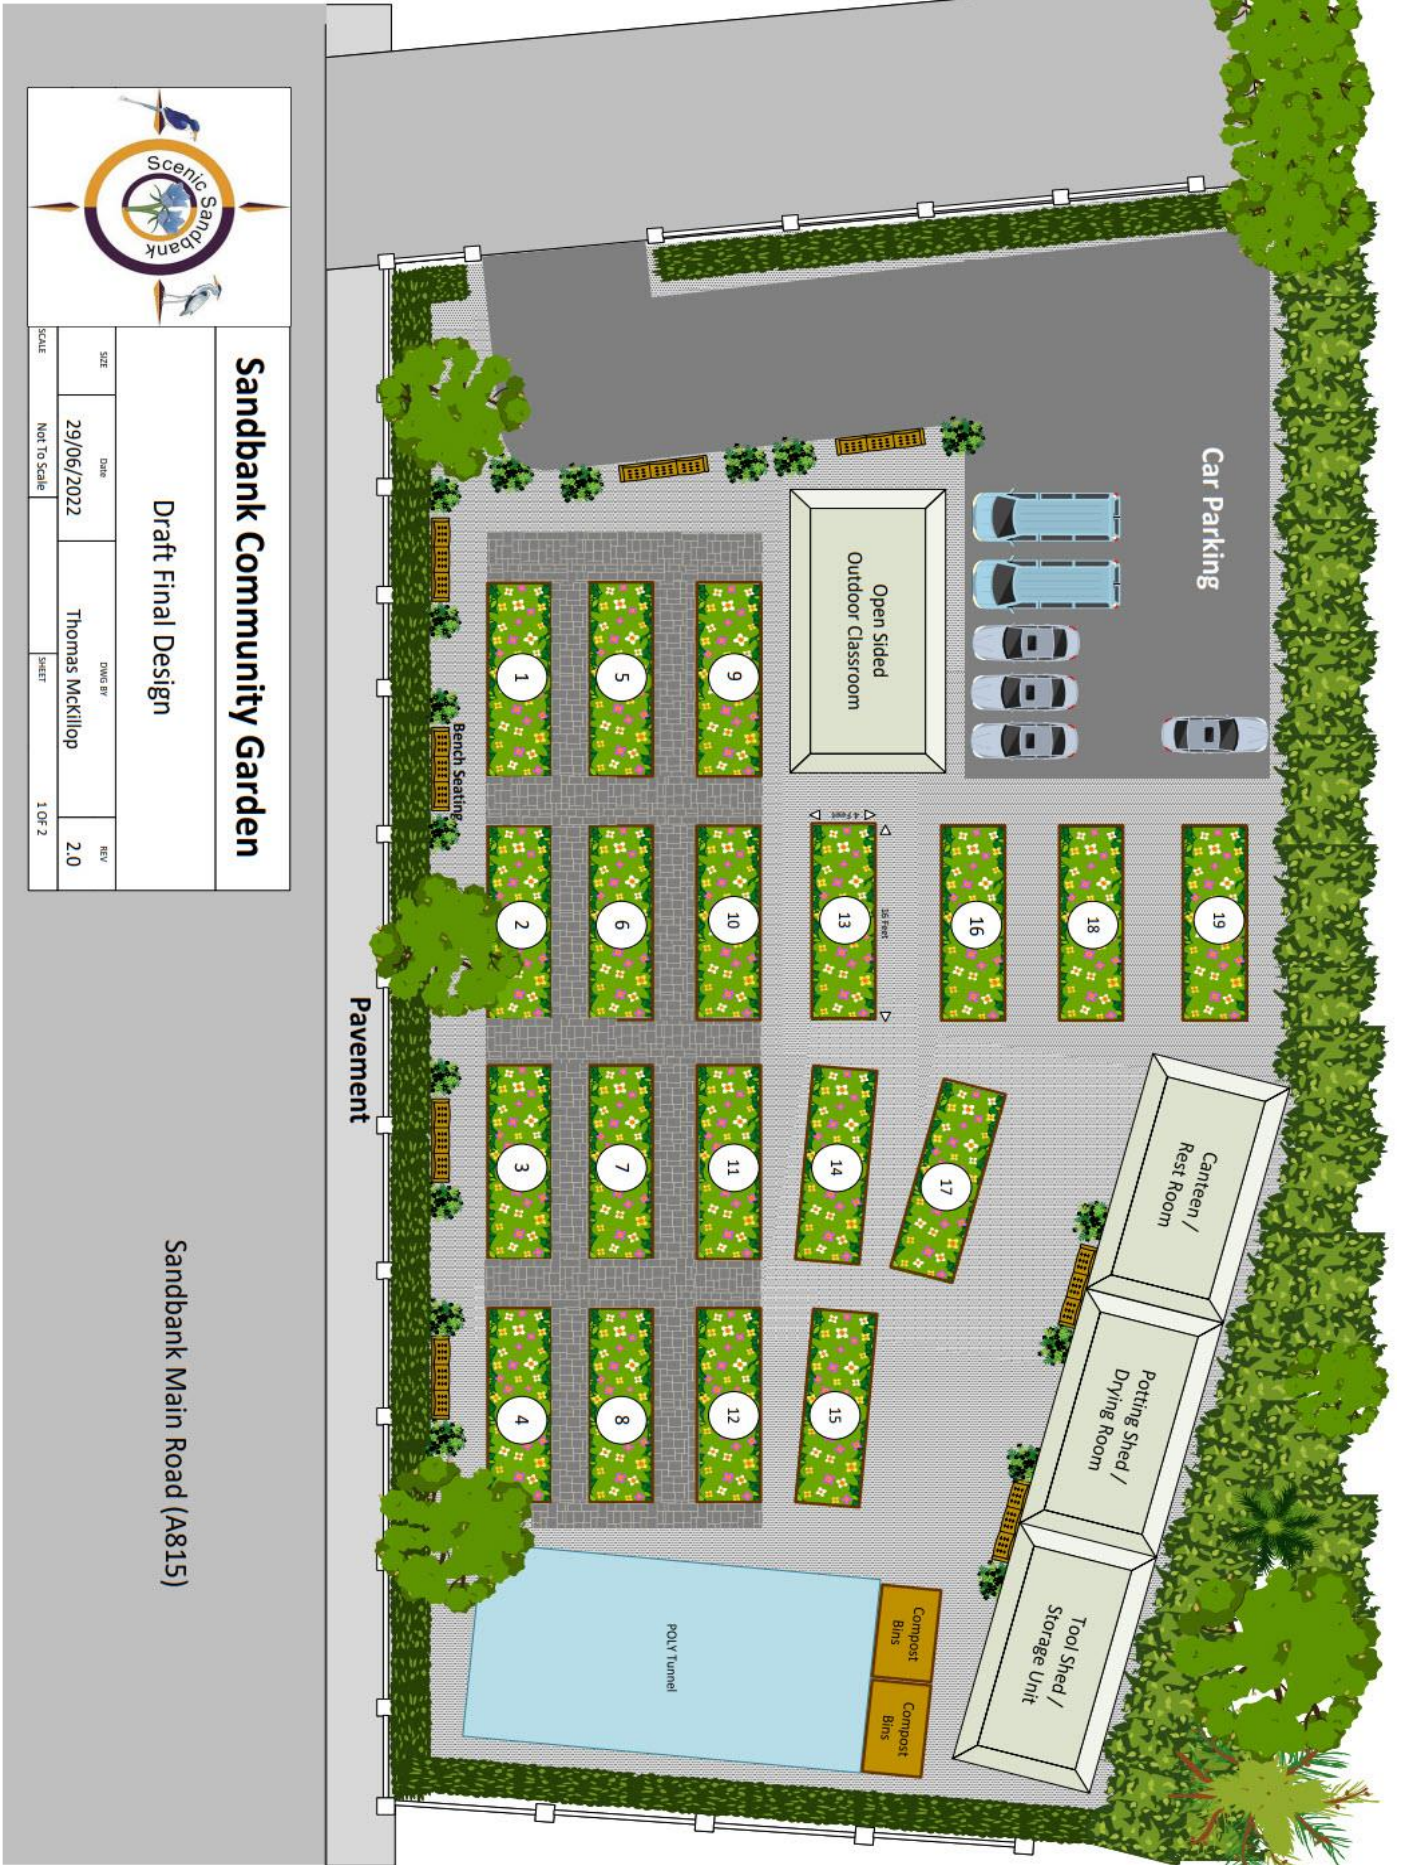 Car Parking
Open Sided
Outdoor Classroom
19
18
16
13
4 Feet
16 Feet
9
10
11
12
14
15
17
5
6
7
8
1
2
3
4
Canteen /
Rest Room
Potting Shed /
Drying Room
Tool Shed /
Storage Unit
Compost
Bins
Compost
Bins
POLY Tunnel
Bench Seating
Pavement
Sandbank Main Road (A815)
Scenic Sandbank
Sandbank Community Garden
Draft Final Design
SIZE
Date
29/06/2022
DWG BY
Thomas McKillop
REV
2.0
SCALE
Not To Scale
SHEET
1 OF 2